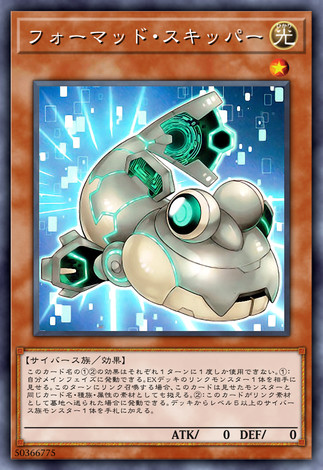 フォーマッド・スキッパー
光
【サイバース族/効果】
このカード名の①②の効果はそれぞれ１ターンに１度しか使用できない。①：
自分メインフェイズに発動できる。EXデッキのリンクモンスター１体を相手に
見せる。このターンにリンク召喚する場合、このカードは見せたモンスターと
同じカード名・種族・属性の素材としても扱える。②：このカードがリンク素材
として墓地へ送られた場合に発動できる。デッキからレベル５以上のサイバー
ス族モンスター１体を手札に加える。
ATK/ 0 DEF/ 0
50366775